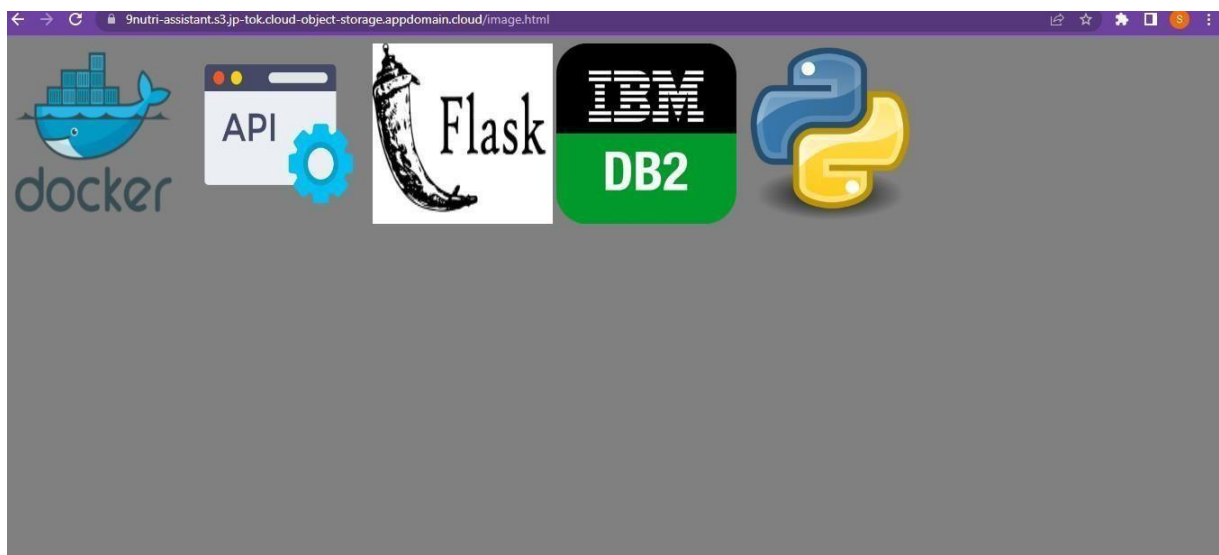 9nutri-assistant.s3.jp-tok.cloud-object-storage.appdomain.cloud/image.html
S
docker
API
Flask
IBM
DB2